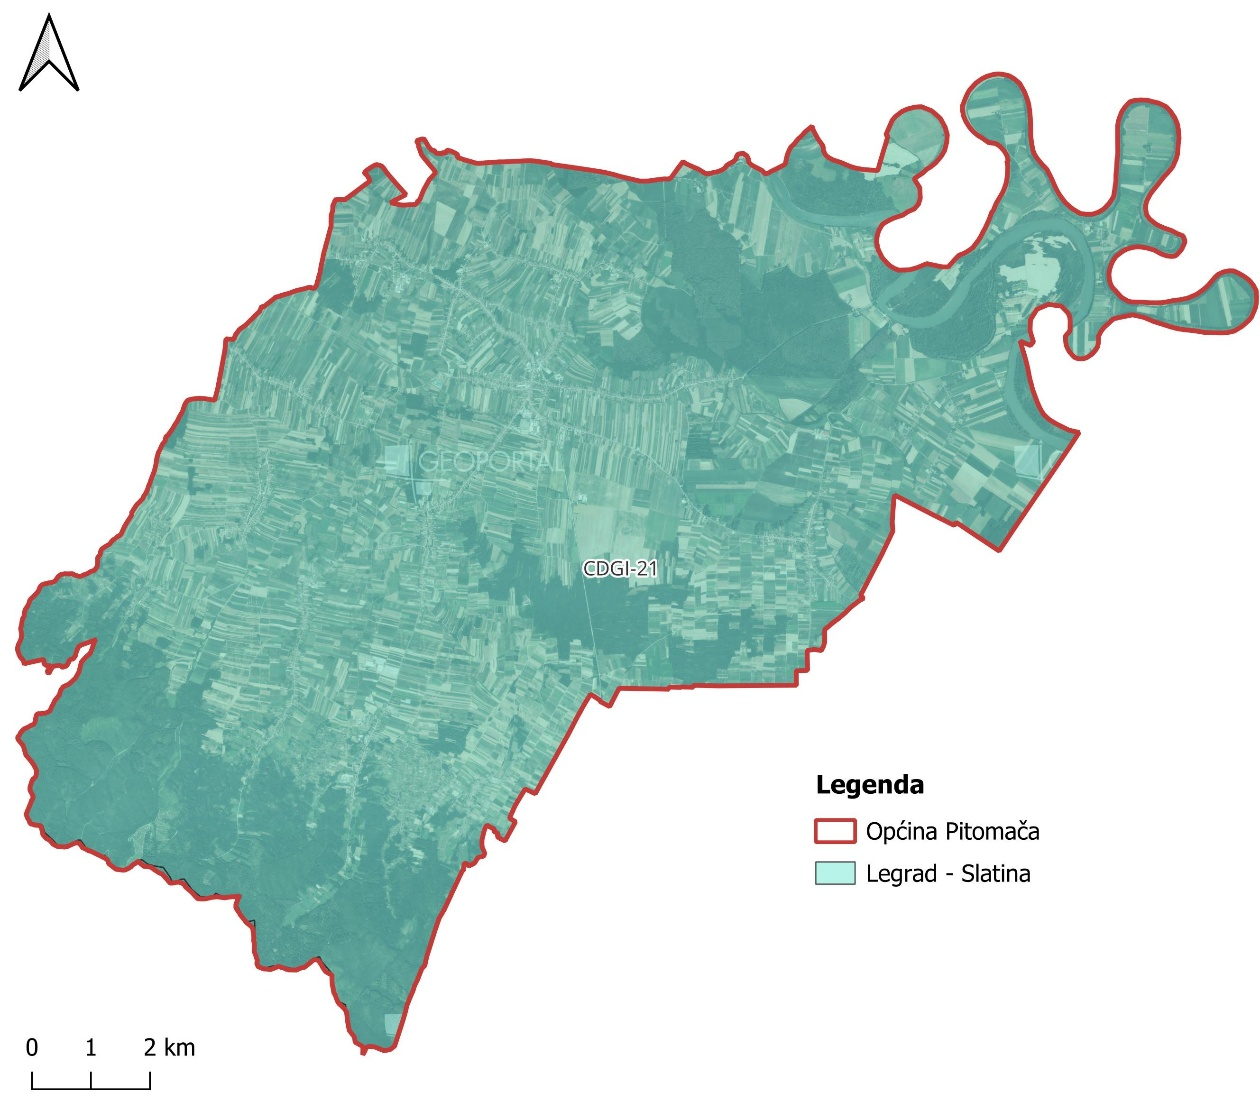 GEOPORTAL
CDGI-21
Legenda
Općina Pitomača
Legrad - Slatina
0 1 2 km